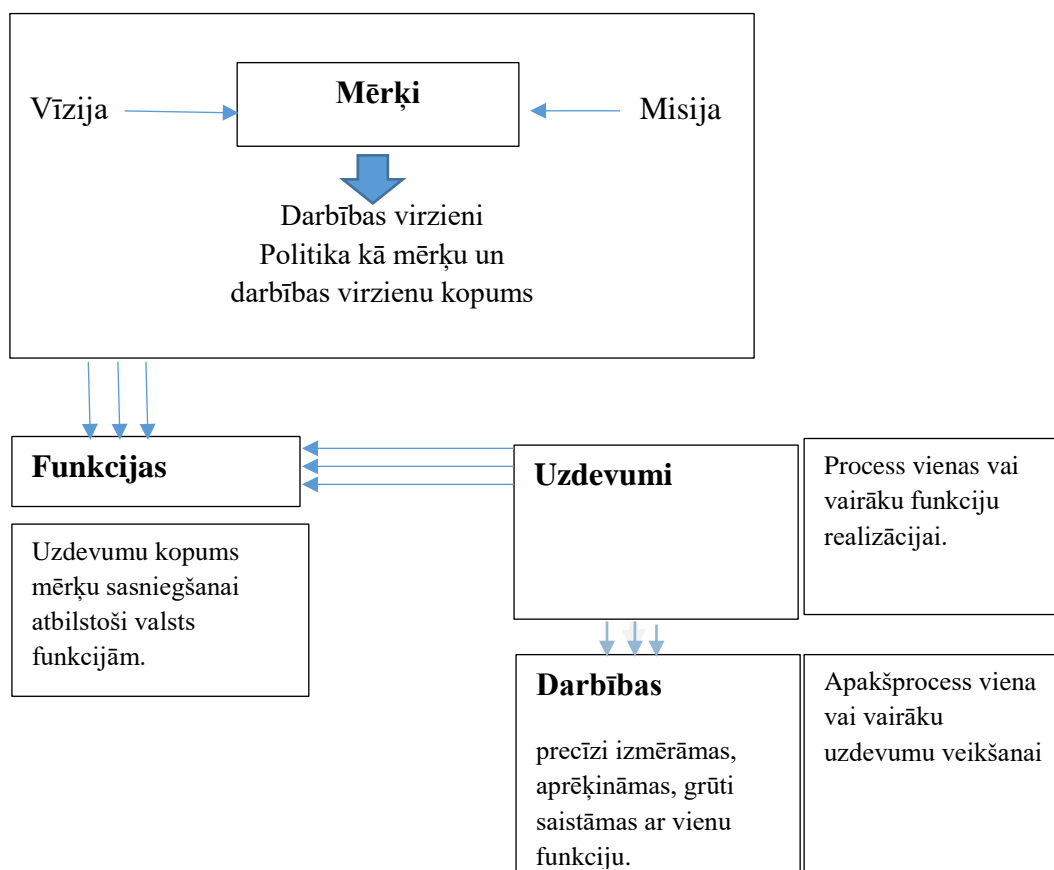 Mērķi
Vīzija
Misija
Darbības virzieni
Politika kā mērķu un
darbības virzienu kopums
Funkcijas
Uzdevumu kopums
mērķu sasniegšanai
atbilstoši valsts
funkcijām.
Uzdevumi
Process vienas vai
vairāku funkciju
realizācijai.
Darbības
precīzi izmērāmas,
aprēķināmas, grūti
saistāmas ar vienu
funkciju.
Apakšprocess viena
vai vairāku
uzdevumu veikšanai